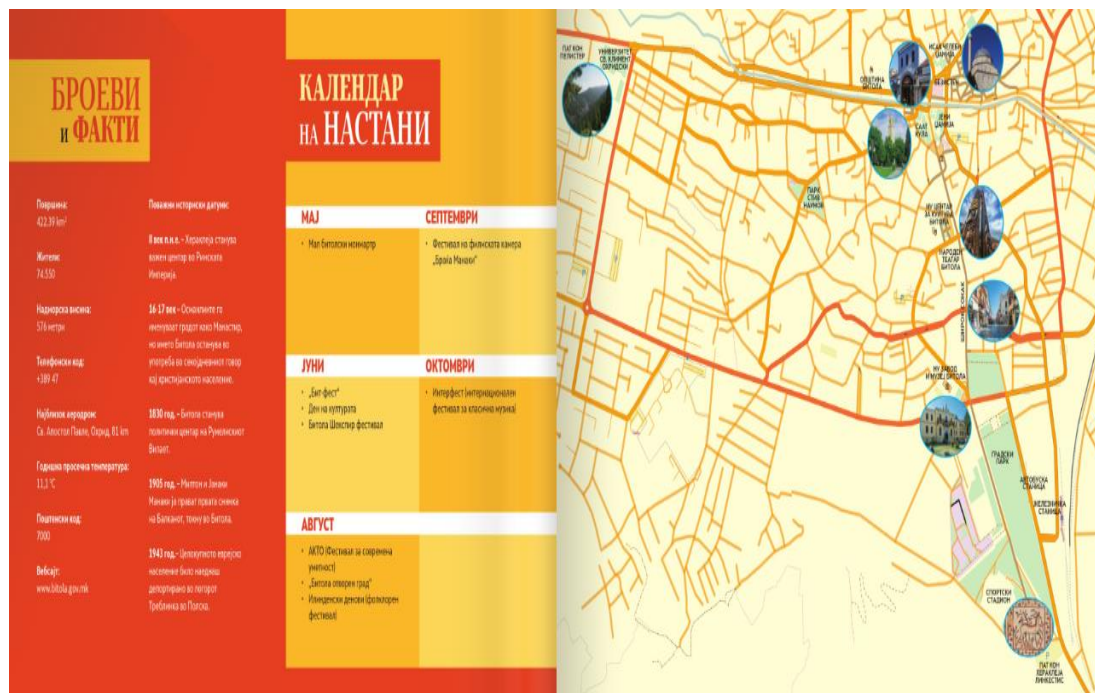 БРОЕВИ
и ФАКТИ
Површина:
422.39 km²
Жители:
74.550
Надморска висина:
576 метри
Телефонски код:
+389 47
Најблизок аеродром:
Св. Апостол Павле, Охрид, 81 km
Годишна просечна температура:
11,1 °C
Поштенски код:
7000
Вебсајт:
www.bitola.gov.mk
Поважни историски датуми:
8 век п.н.е. – Хераклеја станува
важен центар во Римската
Империја.
16-17 век – Османлиите го
именуваат градот како Манастир,
но името Битола останува во
употреба во секојдневниот говор
кај христијанското население.
1830 год. – Битола станува
политички центар на Румелискиот
Вилает.
1905 год. – Милтон и Јанаки
Манаки ја прават првата снимка
на Балканот, токму во Битола.
1943 год. – Целокупното еврејско
население било наеднаш
депортирано во логорот
Треблинка во Полска.
КАЛЕНДАР
НА НАСТАНИ
МАЈ
• Мал битолски монмартр
СЕПТЕМВРИ
• Фестивал на филмската камера
„Браќа Манаки“
ЈУНИ
• „Бит-фест“
• Ден на културата
• Битола Шекспир фестивал
ОКТОМВРИ
• Интерфест (интернационален
фестивал за класична музика)
АВГУСТ
• АКТО (Фестивал за современа
уметност)
• „Битола отворен град“
• Илинденски денови (фолклорен
фестивал)
ПАТ КОН
ПЕЛИСТЕР
УНИВЕРЗИТЕТ
СВ. КЛИМЕНТ
ОХРИДСКИ
ОПШТИНА
БИТОЛА
ИСАК ЧЕЛЕБИ
ЏАМИЈА
БЕЗИСТЕН
СААТ
КУЛА
ЈЕНИ
ЏАМИЈА
ПАРК
СТИВ
НАУМОВ
НУ ЦЕНТАР
ЗА КУЛТУРА
БИТОЛА
НАРОДЕН
ТЕАТАР
БИТОЛА
ШИРОК СОКАК
НУ ЗАВОД
И МУЗЕЈ БИТОЛА
ГРАДСКИ
ПАРК
АВТОБУСКА
СТАНИЦА
ЖЕЛЕЗНИЧКА
СТАНИЦА
СПОРТСКИ
СТАДИОН
ПАТ КОН
ХЕРАКЛЕЈА
ЛИНКЕСТИС